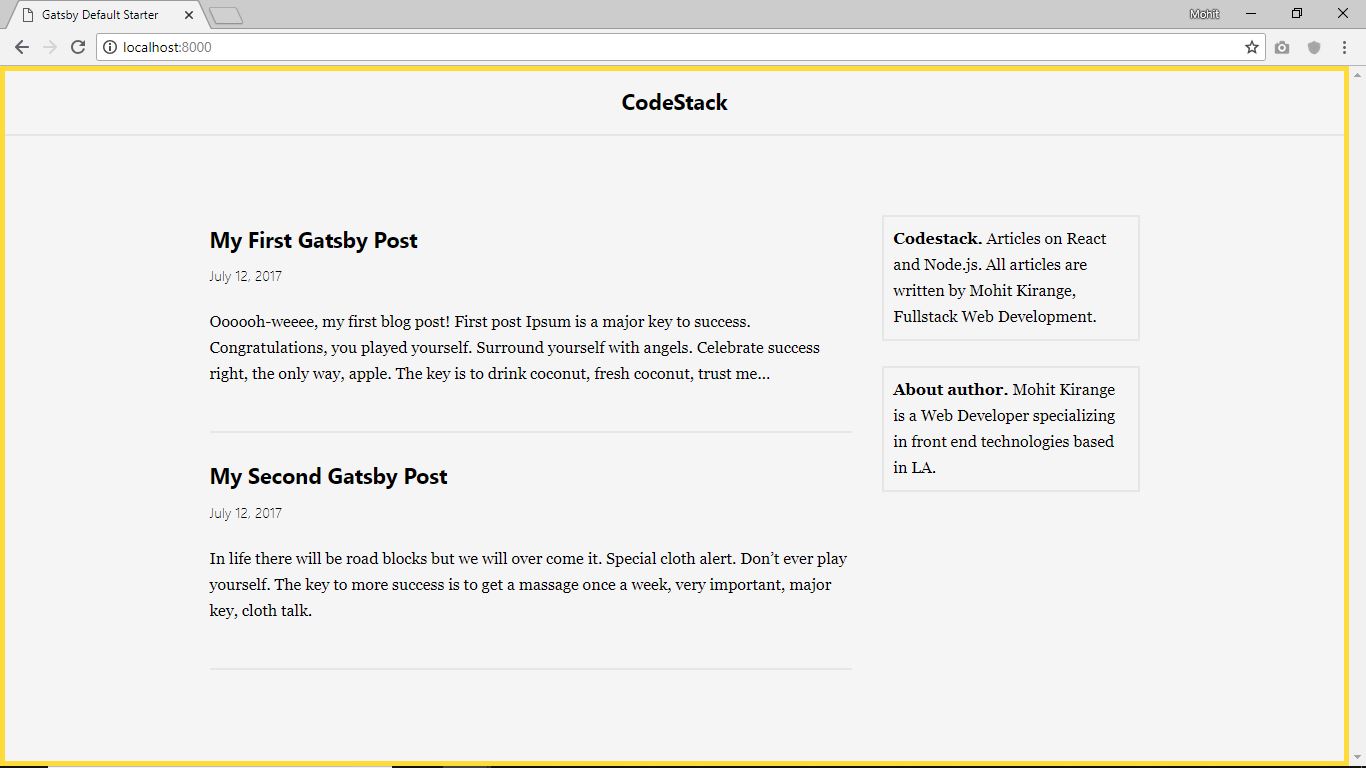 Gatsby Default Starter
Mohit
localhost:8000
CodeStack
My First Gatsby Post
July 12, 2017
Oooooh-weeee, my first blog post! First post Ipsum is a major key to success.
Congratulations, you played yourself. Surround yourself with angels. Celebrate success
right, the only way, apple. The key is to drink coconut, fresh coconut, trust me…
My Second Gatsby Post
July 12, 2017
In life there will be road blocks but we will over come it. Special cloth alert. Don’t ever play
yourself. The key to more success is to get a massage once a week, very important, major
key, cloth talk.
Codestack. Articles on React
and Node.js. All articles are
written by Mohit Kirange,
Fullstack Web Development.
About author. Mohit Kirange
is a Web Developer specializing
in front end technologies based
in LA.